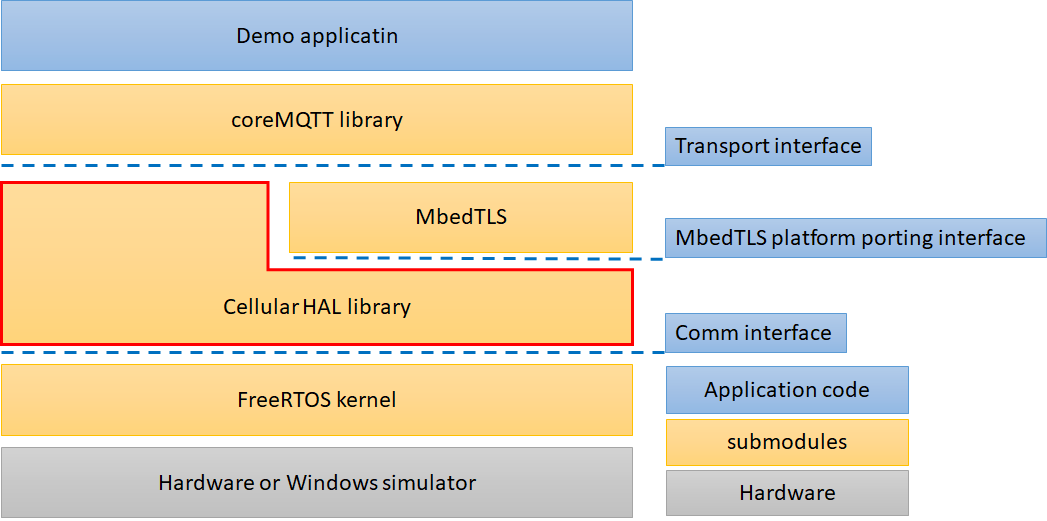 Demo applicatin
coreMQTT library
Transport interface
MbedTLS
MbedTLS platform porting interface
Cellular HAL library
Comm interface
FreeRTOS kernel
Application code
submodules
Hardware or Windows simulator
Hardware